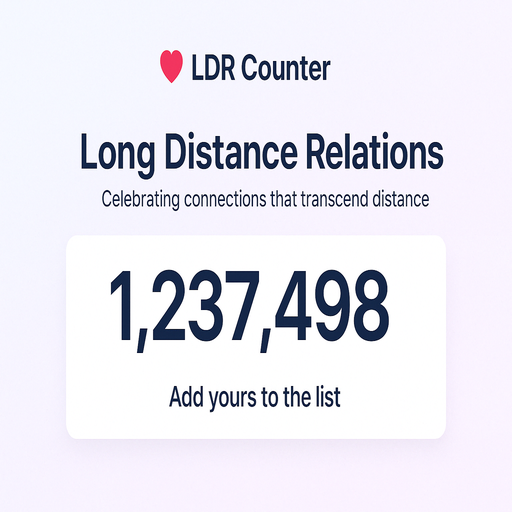 LDR Counter
Long Distance Relations
Celebrating connections that transcend distance
1,237,498
Add yours to the list